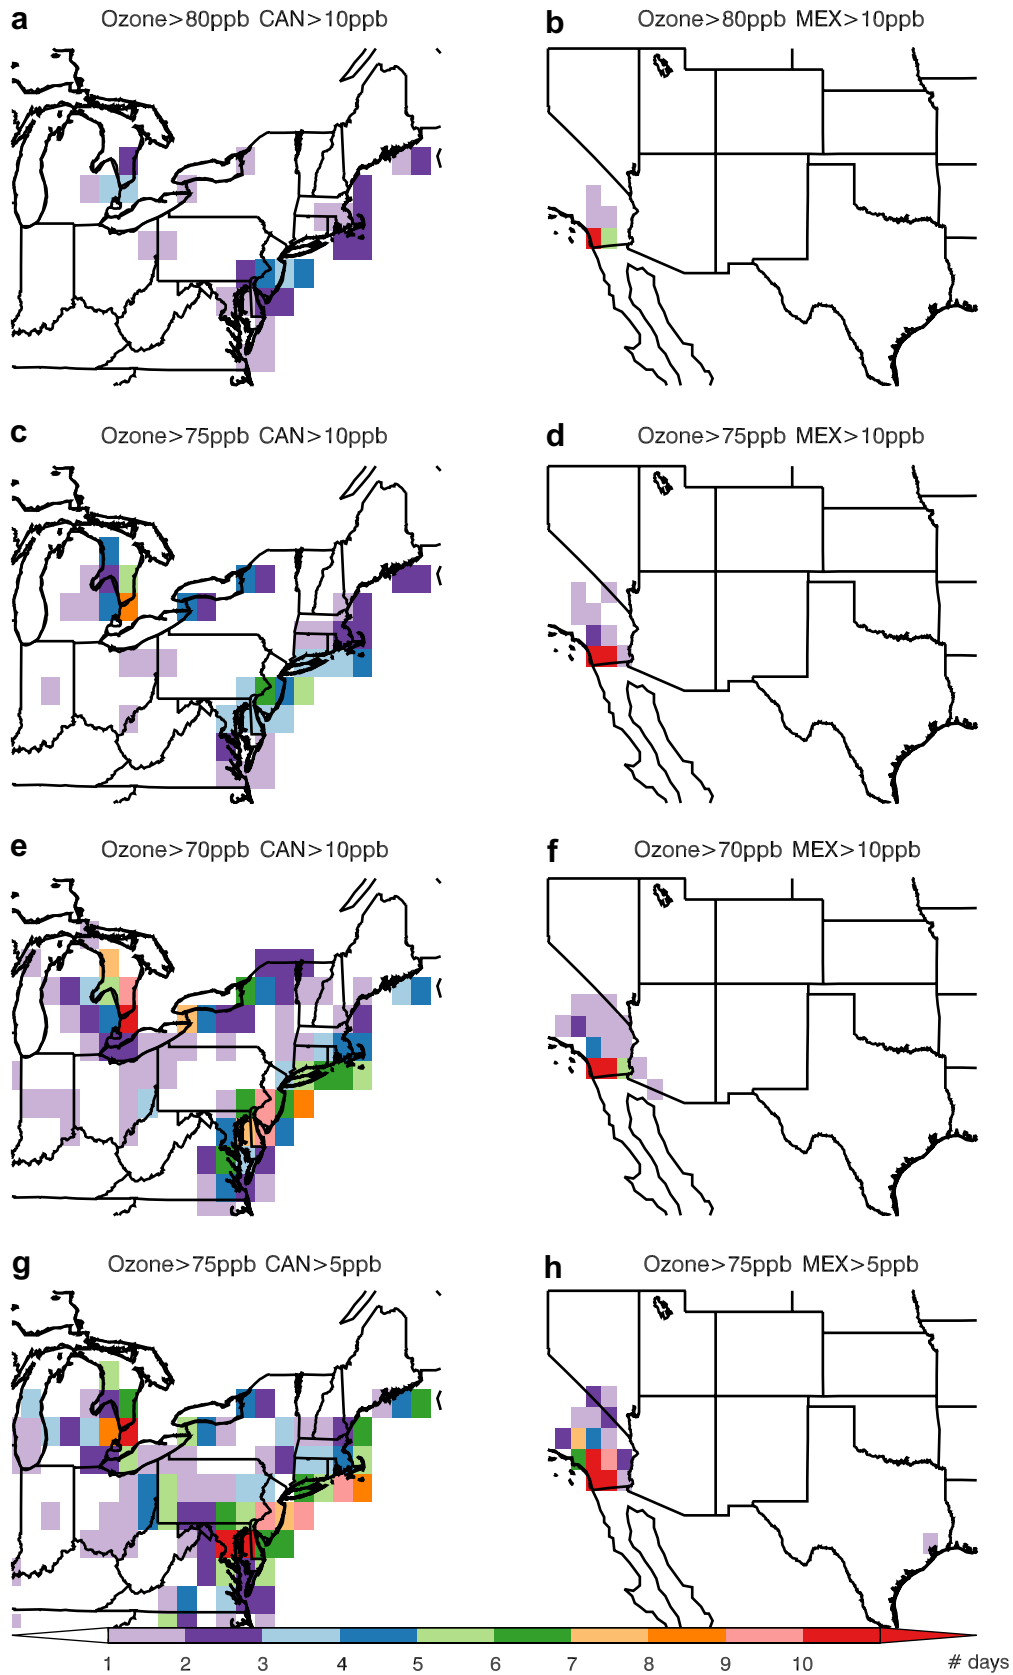 a Ozone>80ppb CAN>10ppb
b Ozone>80ppb MEX>10ppb
c Ozone>75ppb CAN>10ppb
d Ozone>75ppb MEX>10ppb
e Ozone>70ppb CAN>10ppb
f Ozone>70ppb MEX>10ppb
g Ozone>75ppb CAN>5ppb
h Ozone>75ppb MEX>5ppb
1 2 3 4 5 6 7 8 9 10 # days